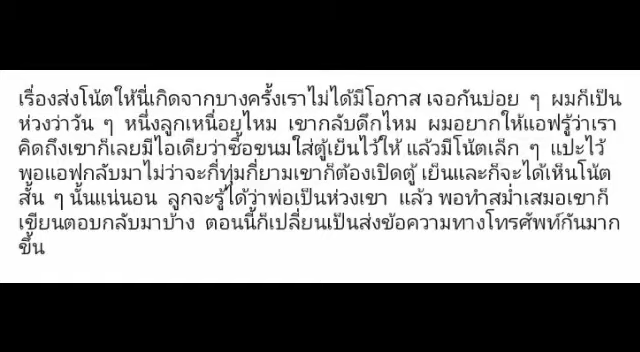 เรื่องส่งโน้ตให้นี่เกิดจากบางครั้งเราไม่ได้มีโอกาส เจอกันบ่อย ๆ ผมก็เป็น
ห่วงว่าวัน ๆ หนึ่งลูกเหนื่อยไหม เขากลับดึกไหม ผมอยากให้แอฟรู้ว่าเรา
คิดถึงเขาก็เลยมีไอเดียว่าซื้อขนมใส่ตู้เย็นไว้ให้ แล้วมีโน้ตเล็ก ๆ แปะไว้
พอแอฟกลับมาไม่ว่าจะกี่ทุ่มกี่ยามเขาก็ต้องเปิดตู้ เย็นและก็จะได้เห็นโน้ต
สั้น ๆ นั้นแน่นอน ลูกจะรู้ได้ว่าพ่อเป็นห่วงเขา แล้ว พอทำสม่ำเสมอเขาก็
เขียนตอบกลับมาบ้าง ตอนนี้ก็เปลี่ยนเป็นส่งข้อความทางโทรศัพท์กันมาก
ขึ้น